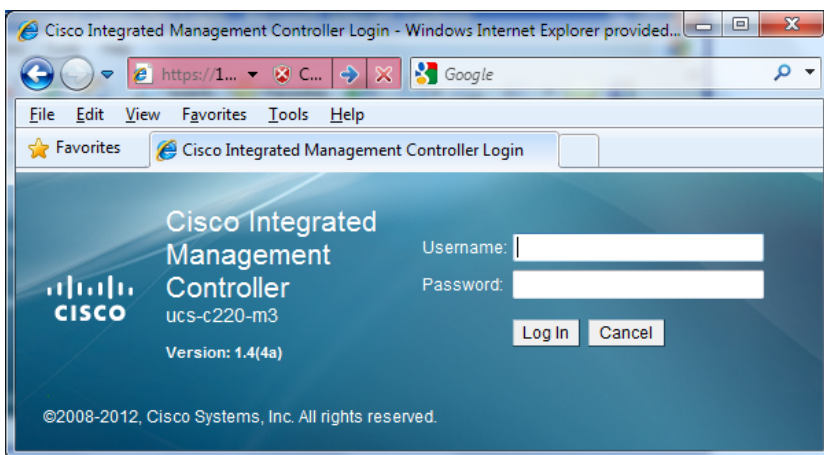 Cisco Integrated Management Controller Login - Windows Internet Explorer provided...
https://1... C... Google
File Edit View Favorites Tools Help
Favorites Cisco Integrated Management Controller Login
Cisco Integrated
Management
Controller
ucs-c220-m3
Version: 1.4(4a)
CISCO
Username:
Password:
Log In Cancel
©2008-2012, Cisco Systems, Inc. All rights reserved.